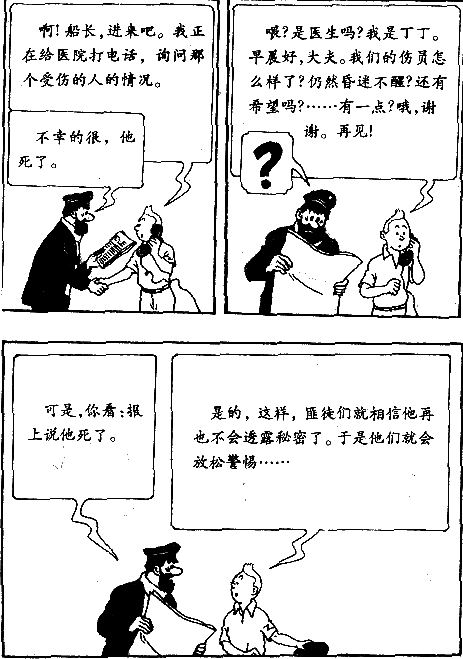 啊!船长,进来吧。我正
在给医院打电话,询问那
个受伤的人的情况。
不幸的很,他
死了。
喂?是医生吗?我是丁丁。
早晨好,大夫。我们的伤员怎
么样了?仍然昏迷不醒?还有
希望吗?……有一点?哦,谢
谢。再见!
?
可是,你看:报
上说他死了。
是的,这样,匪徒们就相信他再
也不会透露秘密了。于是他们就会
放松警惕……